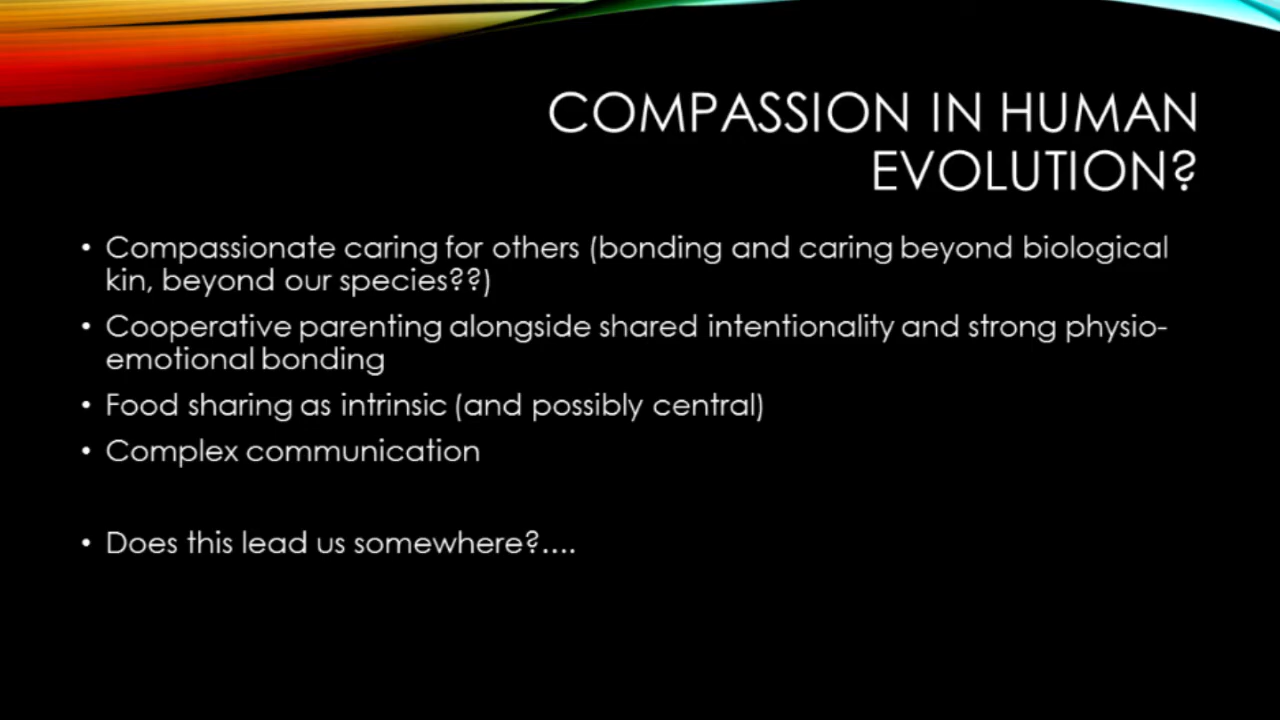 COMPASSION IN HUMAN
EVOLUTION?
• Compassionate caring for others (bonding and caring beyond biological
kin, beyond our species??)
• Cooperative parenting alongside shared intentionality and strong physio-
emotional bonding
• Food sharing as intrinsic (and possibly central)
• Complex communication
• Does this lead us somewhere?....